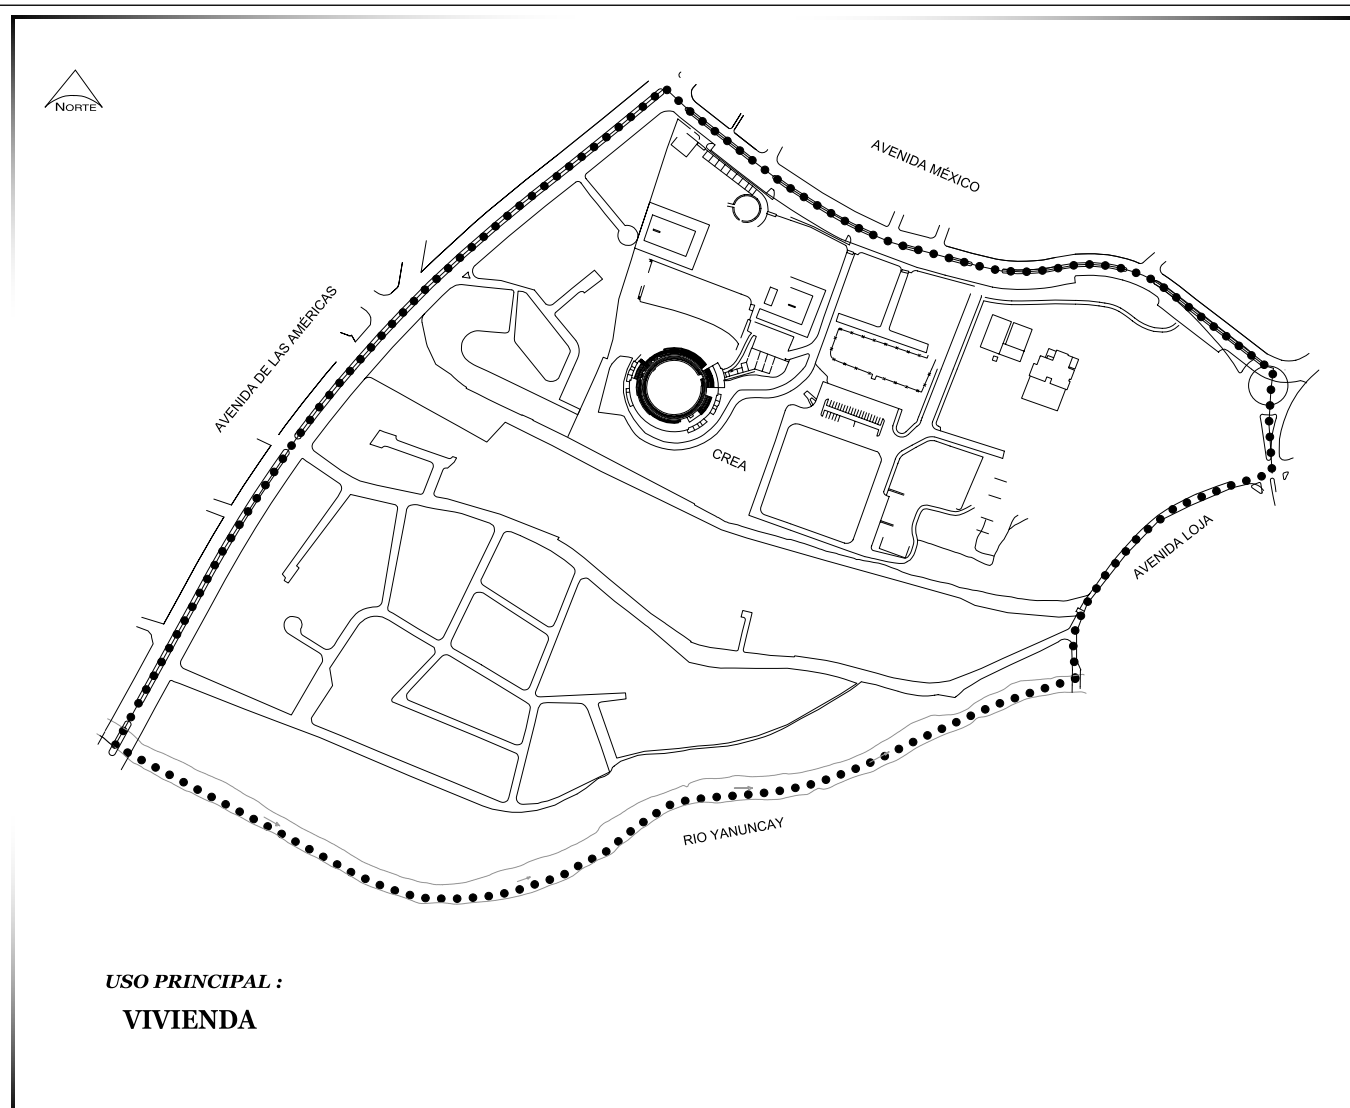 NORTE
AVENIDA MÉXICO
AVENIDA DE LAS AMÉRICAS
CREA
AVENIDA LOJA
RIO YANUNCAY
USO PRINCIPAL :
VIVIENDA